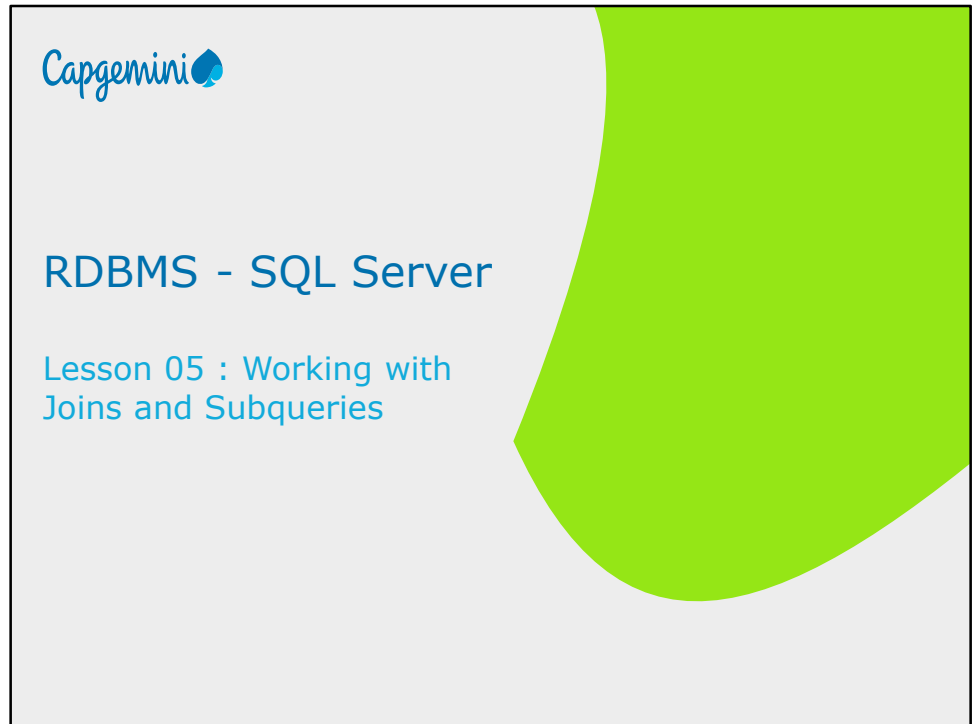 Capgemini
RDBMS - SQL Server
Lesson 05 : Working with
Joins and Subqueries